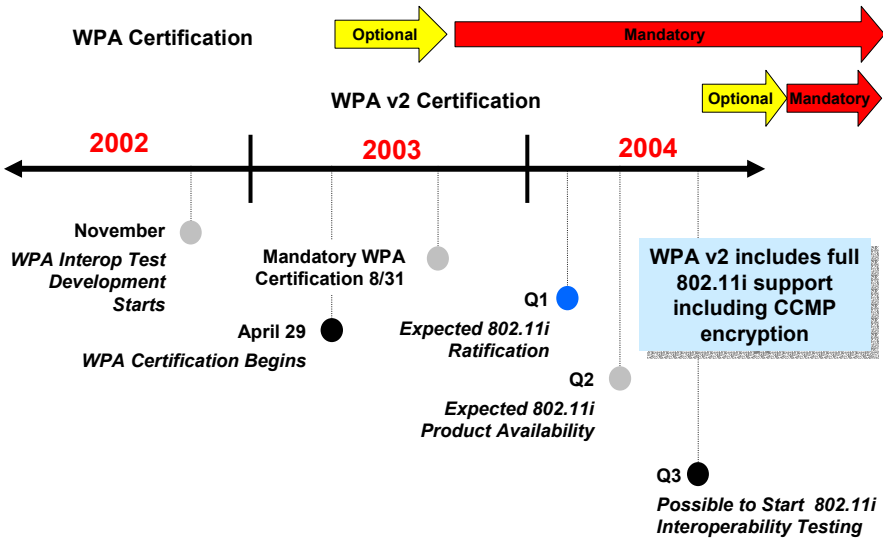 WPA Certification
Optional
Mandatory
WPA v2 Certification
Optional
Mandatory
2002
2003
2004
November
WPA Interop Test
Development
Starts
Mandatory WPA
Certification 8/31
April 29
WPA Certification Begins
Q1
Expected 802.11i
Ratification
WPA v2 includes full
802.11i support
including CCMP
encryption
Q2
Expected 802.11i
Product Availability
Q3
Possible to Start 802.11i
Interoperability Testing